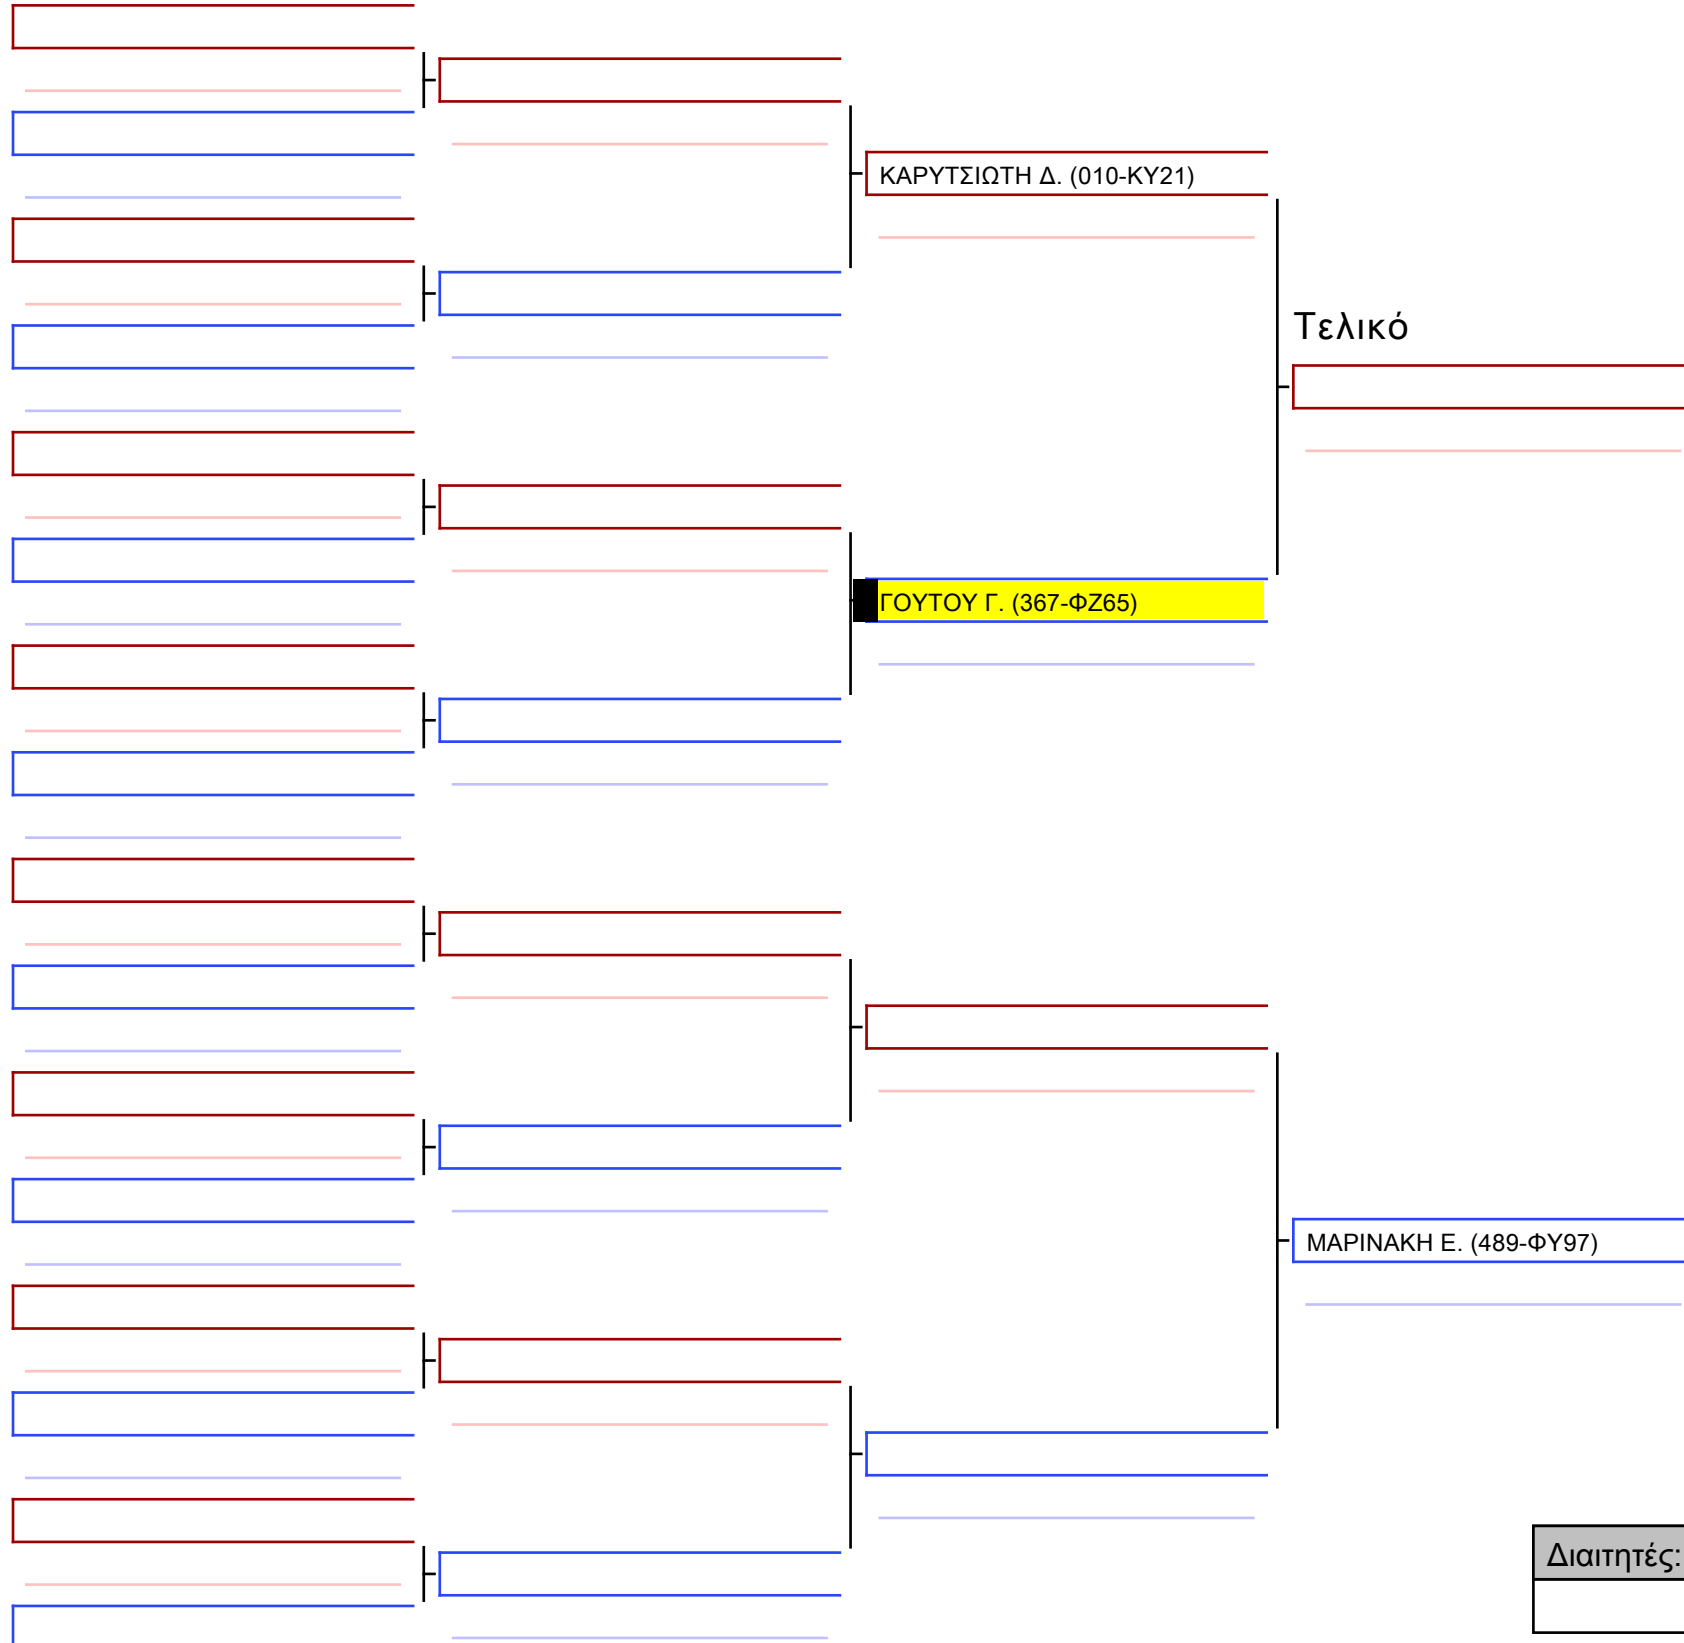 ΚΑΡΥΤΣΙΩΤΗ Δ. (010-ΚΥ21)
Τελικό
ΓΟΥΤΟΥ Γ. (367-ΦΖ65)
ΜΑΡΙΝΑΚΗ Ε. (489-ΦΥ97)
Διαιτητές: